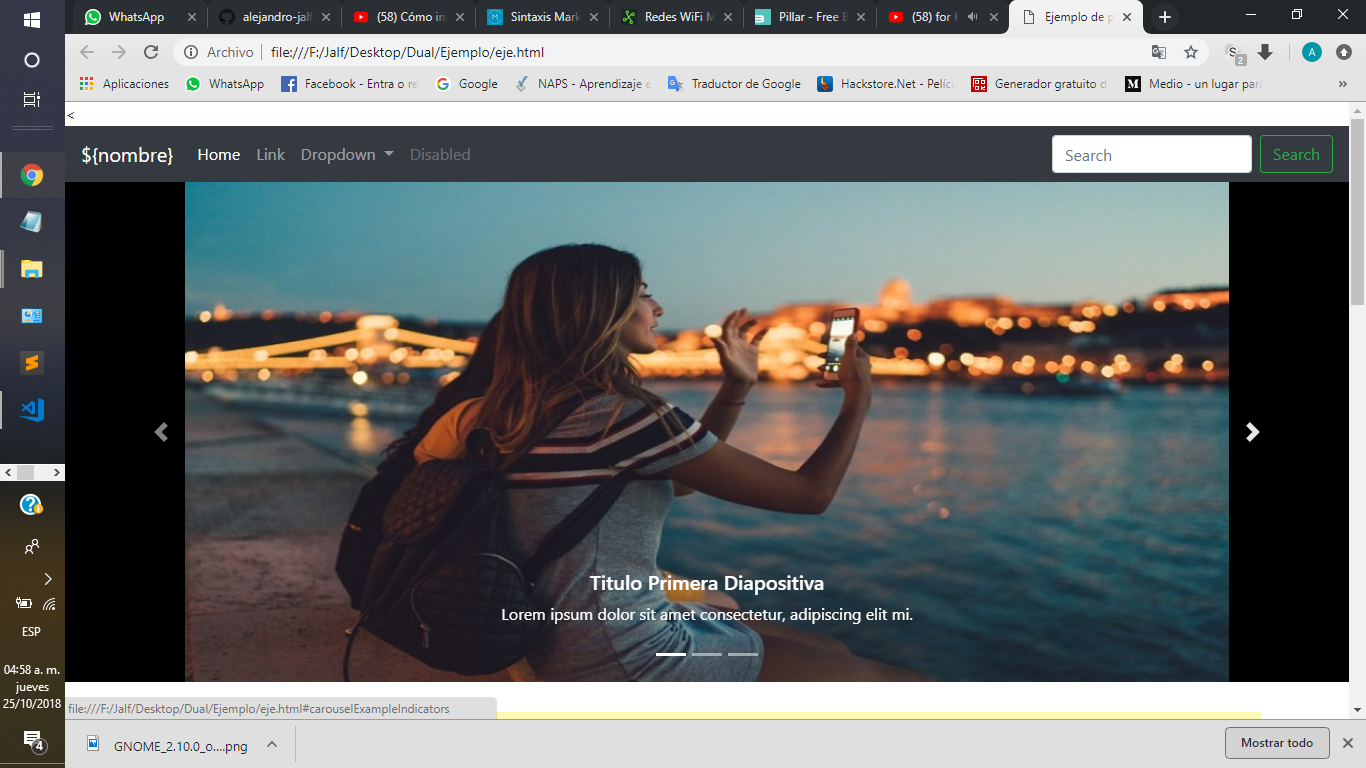 WhatsApp
alejandro-jalf
(58) Cómo in
Sintaxis Mark
Redes WiFi M
Pillar - Free B
(58) for
Ejemplo de p
Archivo
file:///F:/Jalf/Desktop/Dual/Ejemplo/eje.html
S
2
A
Aplicaciones
WhatsApp
Facebook - Entra o re
Google
NAPS - Aprendizaje e
Traductor de Google
Hackstore.Net - Pelíc
Generador gratuito d
M
Medio - un lugar para
»
<
${nombre}
Home
Link
Dropdown
Disabled
Search
Search
Titulo Primera Diapositiva
Lorem ipsum dolor sit amet consectetur, adipiscing elit mi.
file:///F:/Jalf/Desktop/Dual/Ejemplo/eje.html#carouselExampleIndicators
GNOME_2.10.0_o....png
Mostrar todo
ESP
04:58 a. m.
jueves
25/10/2018
4